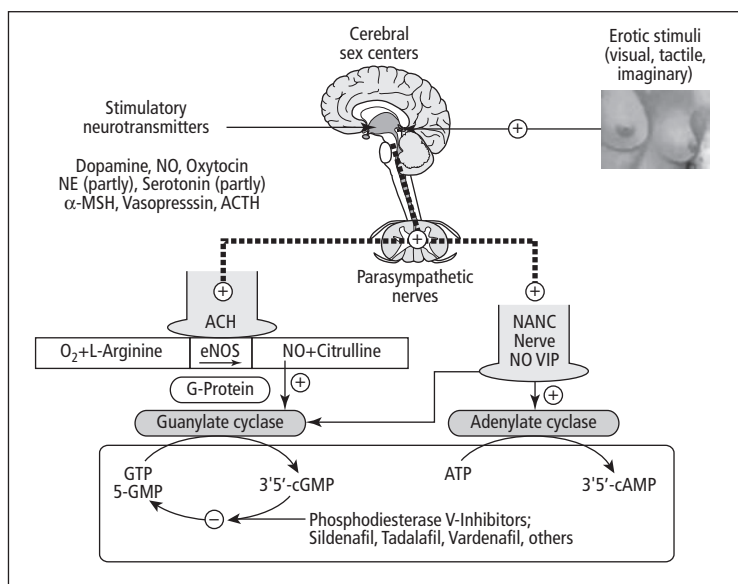 Cerebral
sex centers
Erotic stimuli
(visual, tactile,
imaginary)
Stimulatory
neurotransmitters
+
Dopamine, NO, Oxytocin
NE (partly), Serotonin (partly)
α-MSH, Vasopresssin, ACTH
+
Parasympathetic
nerves
+
+
ACH
NANC
Nerve
NO VIP
O₂+L-Arginine
eNOS
NO+Citrulline
G-Protein
+
+
Guanylate cyclase
Adenylate cyclase
GTP
5-GMP
3'5'-cGMP
ATP
3'5'-cAMP
−
Phosphodiesterase V-Inhibitors;
Sildenafil, Tadalafil, Vardenafil, others